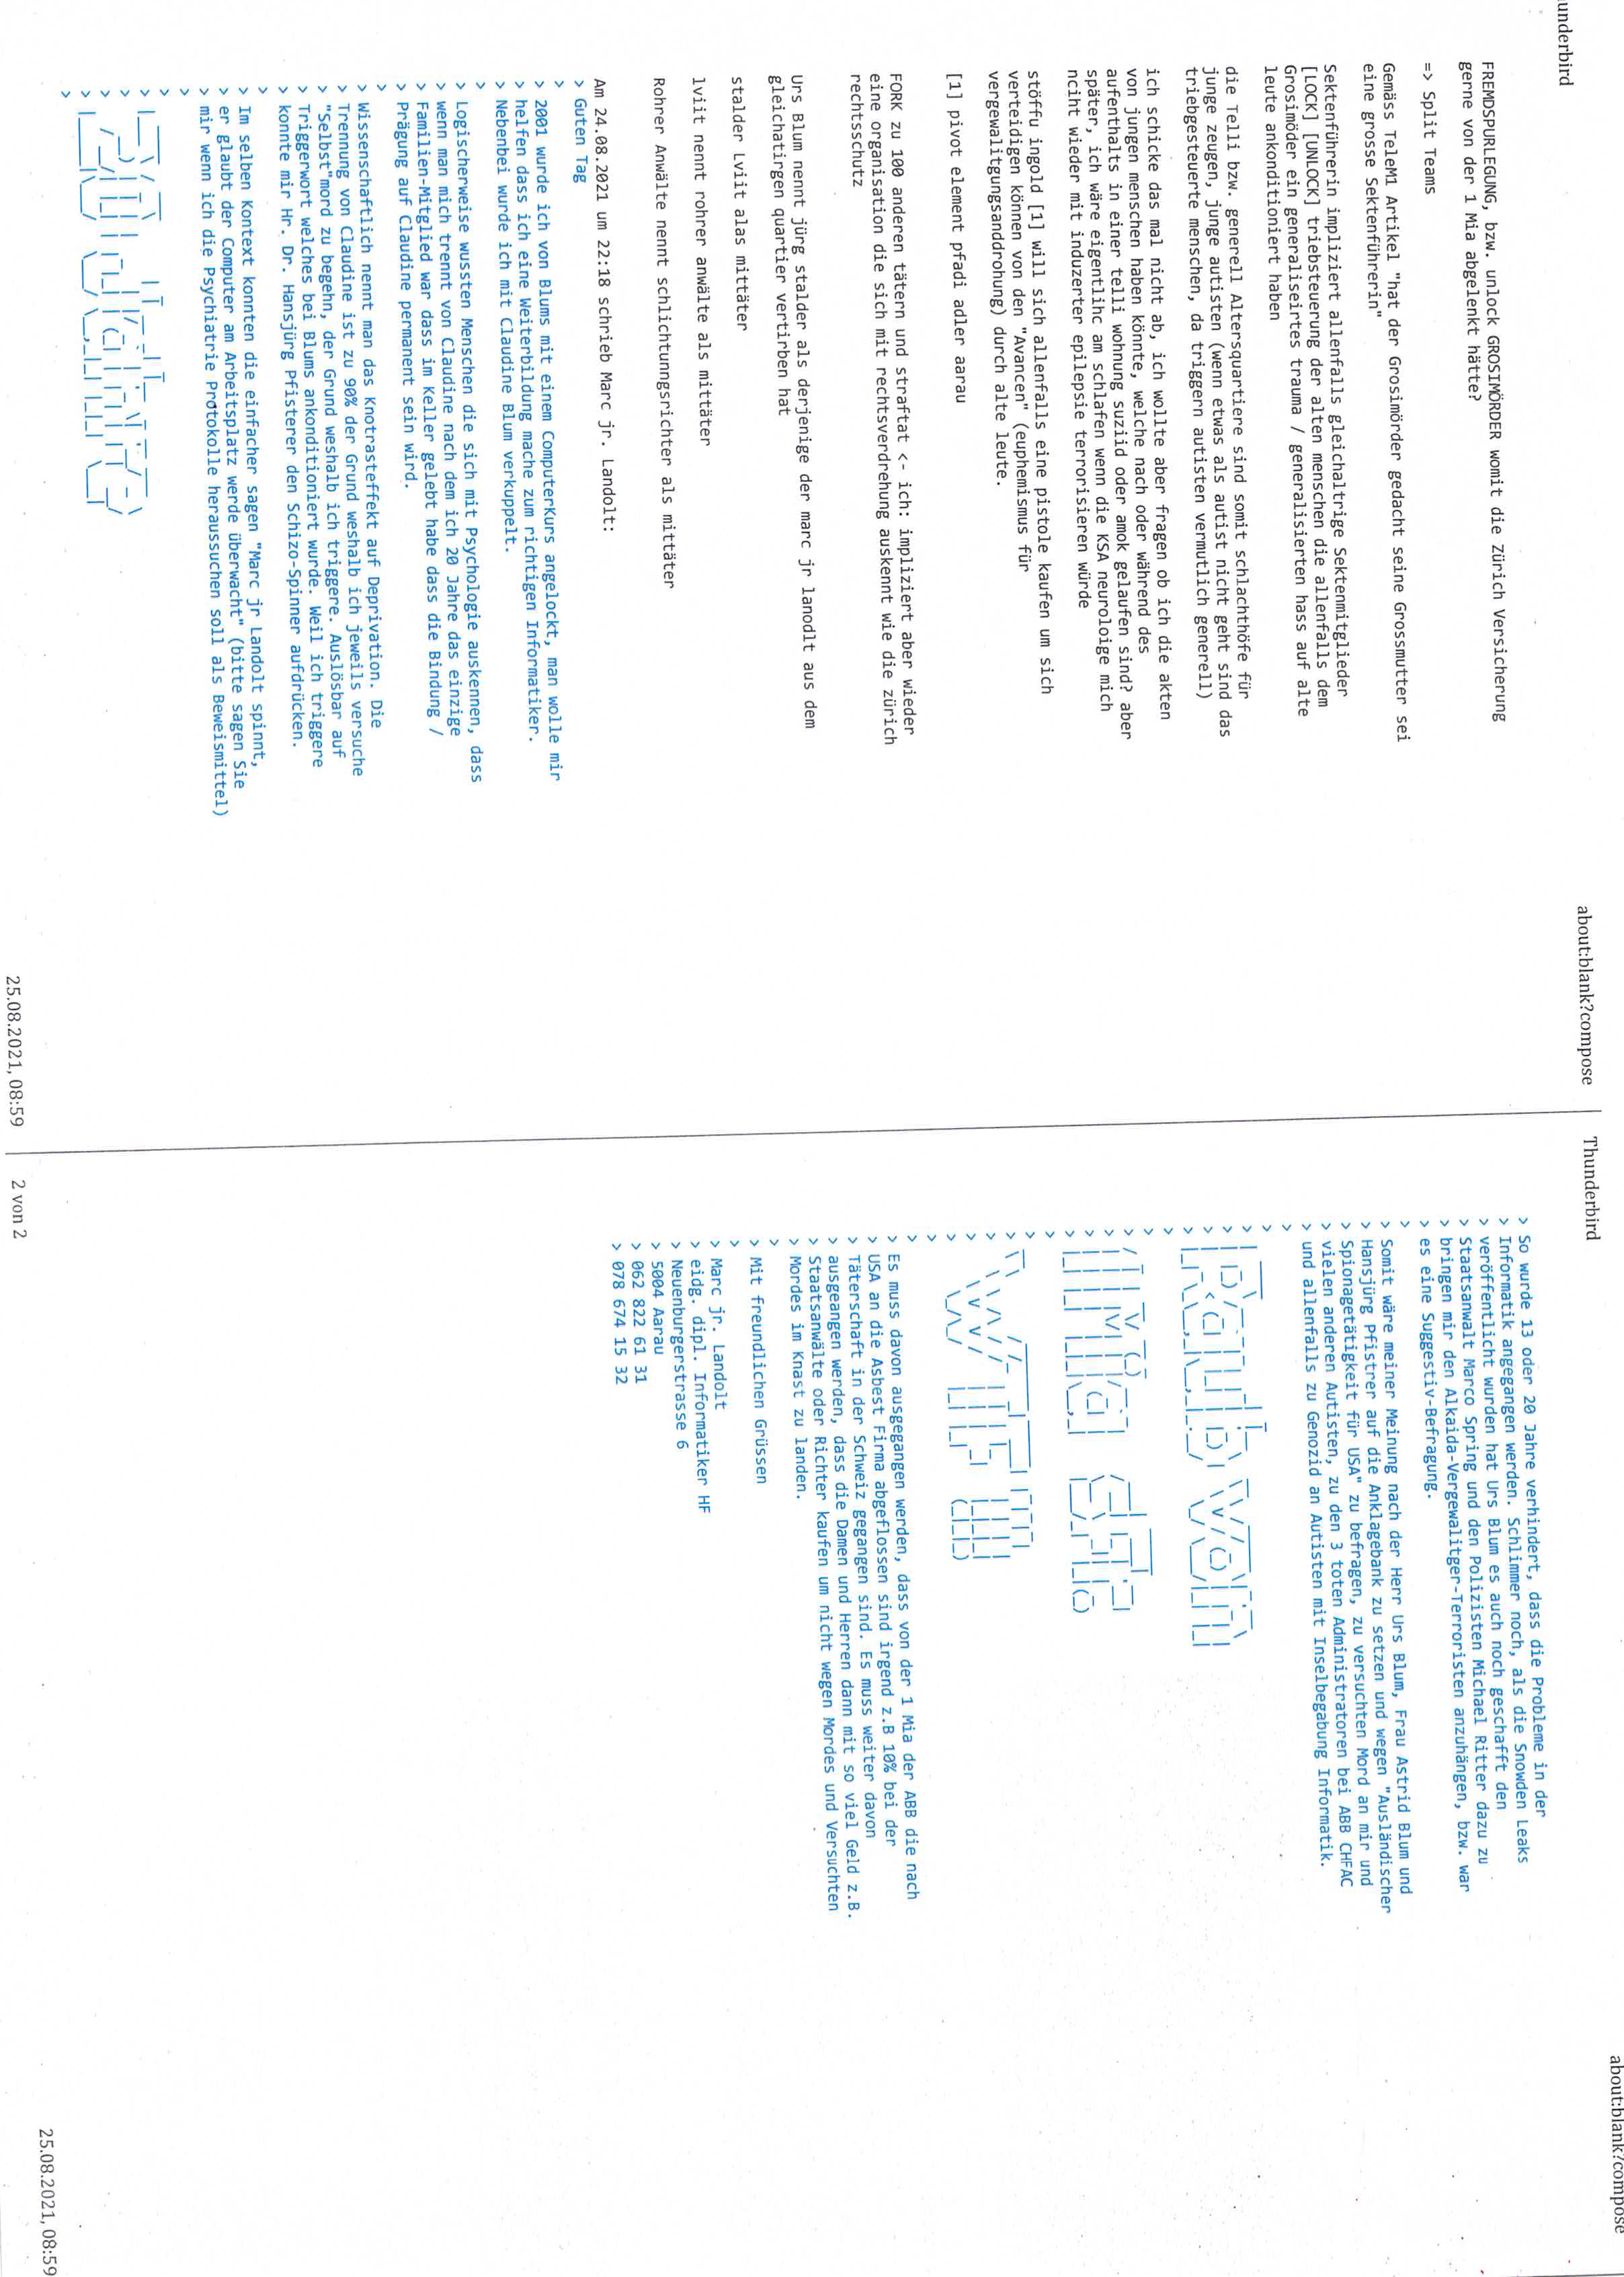 underbird
about:blank?compose
FREMDSPURLEGUNG, bzw. unlock GROSIMÖRDER womit die Zürich Versicherung
gerne von der 1 Mia abgelenkt hätte?
=> Split Teams
Gemäss TeleM1 Artikel "hat der Grosimörder gedacht seine Grossmutter sei
eine grosse Sektenführerin"
Sektenführerin impliziert allenfalls gleichaltrige Sektenmitglieder
[LOCK] [UNLOCK] triebsteuerung der alten menschen die allenfalls dem
Grosimöder ein generaliseirtes trauma / generalisierten hass auf alte
leute ankonditioniert haben
die Telli bzw. generell Altersquartiere sind somit schlachthöfe für
junge zeugen, junge autisten (wenn etwas als autist nicht geht sind das
triebgesteuerte menschen, da triggern autisten vermutlich generell)
ich schicke das mal nicht ab, ich wollte aber fragen ob ich die akten
von jungen menschen haben könnte, welche nach oder während des
aufenthalts in einer telli wohnung suziid oder amok gelaufen sind? aber
später, ich wäre eigentlihc am schlafen wenn die KSA neuroloige mich
nciht wieder mit induzerter epilepsie terrorisieren würde
stöffu ingold [1] will sich allenfalls eine pistole kaufen um sich
verteidigen können von den "Avancen" (euphemismus für
vergewalitgungsanddrohung) durch alte leute.
[1] pivot element pfadi adler aarau
FORK zu 100 anderen tätern und straftat <- ich: impliziert aber wieder
eine organisation die sich mit rechtsverdrehung auskennt wie die zürich
rechtsschutz
Urs Blum nennt jürg stalder als derjenige der marc jr landodlt aus dem
gleichatirgen quartier vertirben hat
stalder Lviit alas mittäter
lviit nennt rohrer anwälte als mittäter
Rohrer Anwälte nennt schlichtunngsrichter als mittäter
Am 24.08.2021 um 22:18 schrieb Marc jr. Landolt:
> Guten Tag
>
> 2001 wurde ich von Blums mit einem ComputerKurs angelockt, man wolle mir
> helfen dass ich eine Weiterbildung mache zum richtigen Informatiker.
> Nebenbei wurde ich mit Claudine Blum verkuppelt.
>
> Logischerweise wussten Menschen die sich mit Psychologie auskennen, dass
> wenn man mich trennt von Claudine nach dem ich 20 Jahre das einzige
> Familien-Mitglied war dass im Keller gelebt habe dass die Bindung /
> Prägung auf Claudine permanent sein wird.
>
> Wissenschaftlich nennt man das Knotrasteffekt auf Deprivation. Die
> Trennung von Claudine ist zu 90% der Grund weshalb ich jeweils versuche
> "Selbst"mord zu begehn, der Grund weshalb ich triggere. Auslösbar auf
> Triggerwort welches bei Blums ankonditioniert wurde. Weil ich triggere
> konnte mir Hr. Dr. Hansjürg Pfisterer den Schizo-Spinner aufdrücken.
>
> Im selben Kontext konnten die einfacher sagen "Marc jr Landolt spinnt,
> er glaubt der Computer am Arbeitsplatz werde überwacht" (bitte sagen Sie
> mir wenn ich die Psychiatrie Protokolle heraussuchen soll als Beweismittel)
>
>
>
>
>
>
>
25.08.2021, 08:59
Thunderbird
about:blank?compose
> So wurde 13 oder 20 Jahre verhindert, dass die Probleme in der
> Informatik angegangen werden. Schlimmer noch, als die Snowden Leaks
> veröffentlicht wurden hat Urs Blum es auch noch geschafft den
> Staatsanwalt Marco Spring und den Polizisten Michael Ritter dazu zu
> bringen mir den Alkaida-Vergewalitger-Terroristen anzuhängen, bzw. war
> es eine Suggestiv-Befragung.
>
> Somit wäre meiner Meinung nach der Herr Urs Blum, Frau Astrid Blum und
> Hansjürg Pfistrer auf die Anklagebank zu setzen und wegen "Ausländischer
> Spionagetätigkeit für USA" zu befragen, zu versuchten Mord an mir und
> vielen anderen Autisten, zu den 3 toten Administratoren bei ABB CHFAC
> und allenfalls zu Genozid an Autisten mit Inselbegabung Informatik.
>
>
> Raub von
> 1 Mia die
> wir
> Es muss davon ausgegangen werden, dass von der 1 Mia der ABB die nach
> USA an die Asbest Firma abgeflossen sind irgend z.B 10% bei der
> Täterschaft in der Schweiz gegangen sind. Es muss weiter davon
> ausgeangen werden, dass die Damen und Herren dann mit so viel Geld z.B.
> Staatsanwälte oder Richter kaufen um nicht wegen Mordes und Versuchten
> Mordes im Knast zu landen.
>
> Mit freundlichen Grüssen
>
> Marc jr. Landolt
> eidg. dipl. Informatiker HF
> Neuenburgerstrasse 6
> 5004 Aarau
> 062 822 61 31
> 078 674 15 32
2 von 2
25.08.2021, 08:59